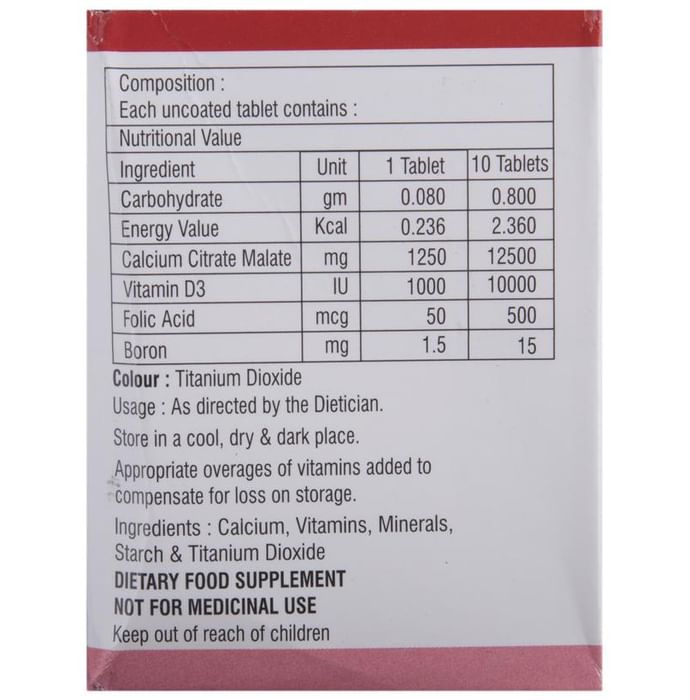 Composition :
Each uncoated tablet contains :
Nutritional Value
Ingredient Unit 1 Tablet 10 Tablets
Carbohydrate gm 0.080 0.800
Energy Value Kcal 0.236 2.360
Calcium Citrate Malate mg 1250 12500
Vitamin D3 IU 1000 10000
Folic Acid mcg 50 500
Boron mg 1.5 15
Colour : Titanium Dioxide
Usage : As directed by the Dietician.
Store in a cool, dry & dark place.
Appropriate overages of vitamins added to
compensate for loss on storage.
Ingredients : Calcium, Vitamins, Minerals,
Starch & Titanium Dioxide
DIETARY FOOD SUPPLEMENT
NOT FOR MEDICINAL USE
Keep out of reach of children